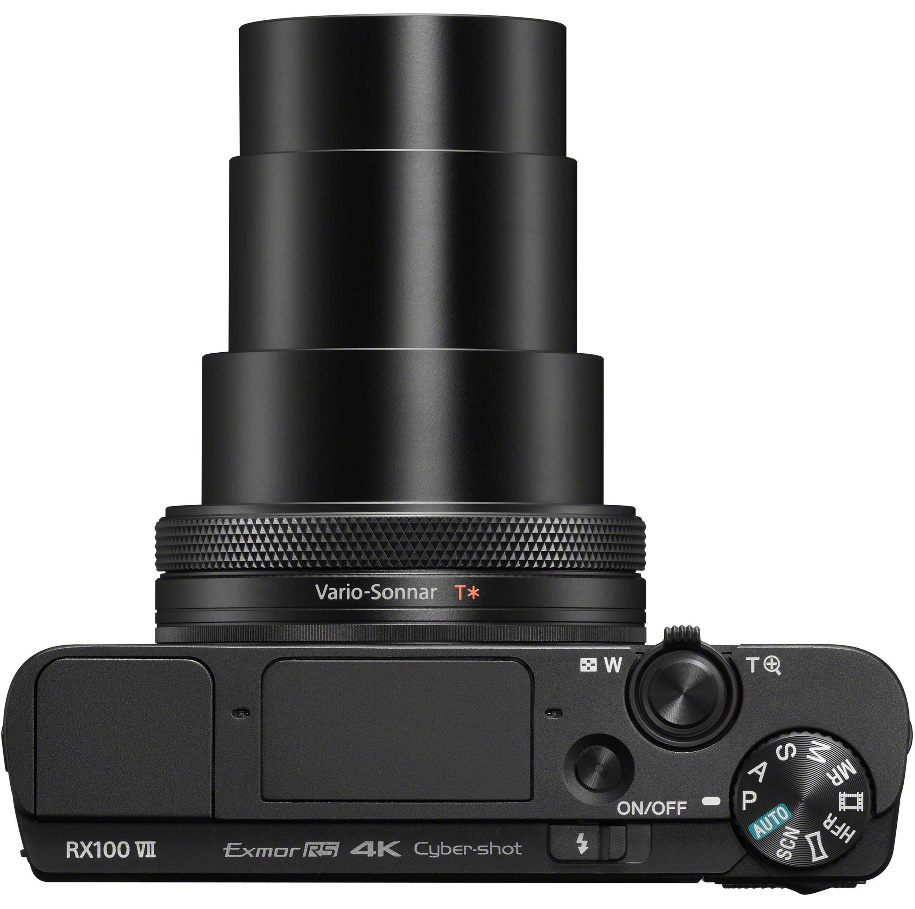 Vario-Sonnar T*
W
T
ON/OFF
RX100 VII
Exmor RS 4K Cyber-shot
M
S
A
P
AUTO
SCN
HFR
MR